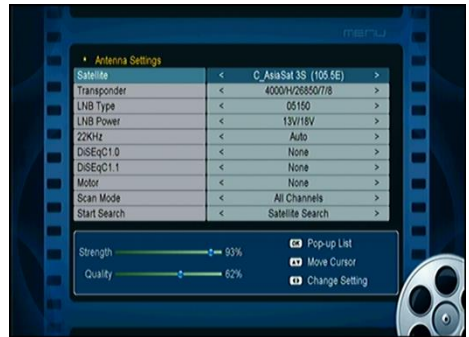 menu
Antenna Settings
Satellite < C_AsiaSat 3S (105.5E) >
Transponder < 4000/H/26850/7/8 >
LNB Type < 05150 >
LNB Power < 13V/18V >
22KHz < Auto >
DiSEqC1.0 < None >
DiSEqC1.1 < None >
Motor < None >
Scan Mode < All Channels >
Start Search < Satellite Search >
Strength 93%
Quality 62%
OK Pop-up List
Move Cursor
Change Setting